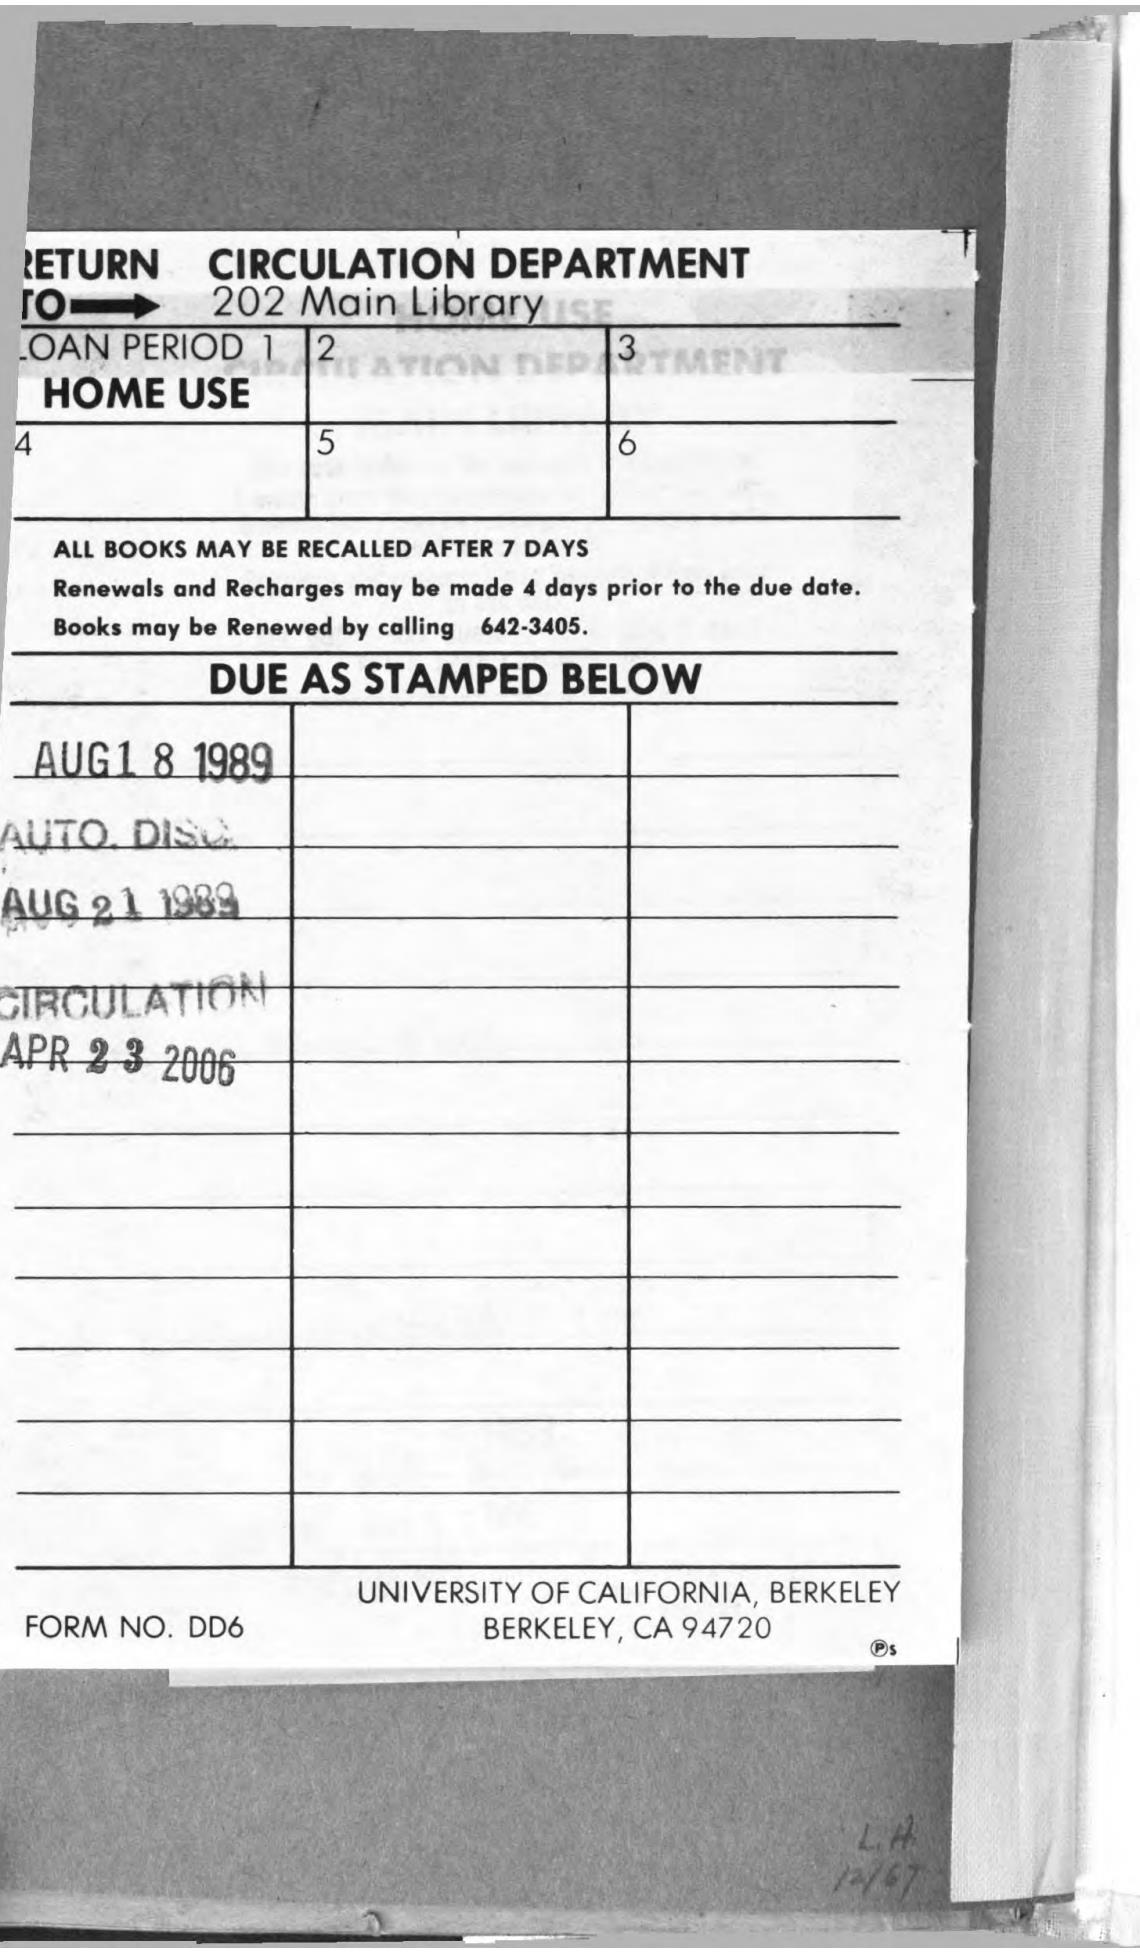 RETURN CIRCULATION DEPARTMENT
TO 202 Main Library
LOAN PERIOD 1 2 3
HOME USE
4 5 6
ALL BOOKS MAY BE RECALLED AFTER 7 DAYS
Renewals and Recharges may be made 4 days prior to the due date.
Books may be Renewed by calling 642-3405.
DUE AS STAMPED BELOW
AUG 18 1989
AUTO. DISC.
AUG 21 1989
CIRCULATION
APR 23 2006
UNIVERSITY OF CALIFORNIA, BERKELEY
FORM NO. DD6 BERKELEY, CA 94720
Ⓟs
L.H.
12/67